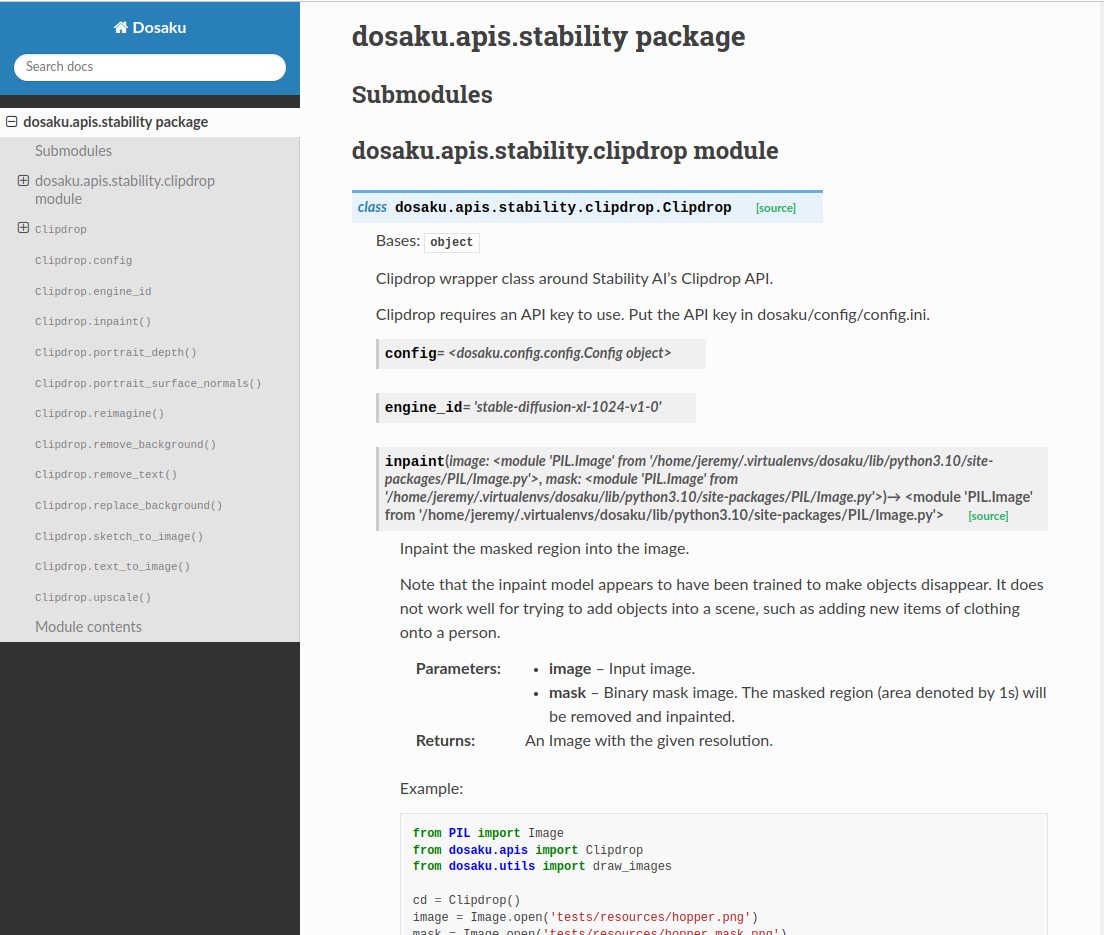 Dosaku
Search docs
dosaku.apis.stability package
Submodules
dosaku.apis.stability.clipdrop
module
Clipdrop
Clipdrop.config
Clipdrop.engine_id
Clipdrop.inpaint()
Clipdrop.portrait_depth()
Clipdrop.portrait_surface_normals()
Clipdrop.reimagine()
Clipdrop.remove_background()
Clipdrop.remove_text()
Clipdrop.replace_background()
Clipdrop.sketch_to_image()
Clipdrop.text_to_image()
Clipdrop.upscale()
Module contents
dosaku.apis.stability package
Submodules
dosaku.apis.stability.clipdrop module
class dosaku.apis.stability.clipdrop.Clipdrop [source]
Bases: object
Clipdrop wrapper class around Stability AI’s Clipdrop API.
Clipdrop requires an API key to use. Put the API key in dosaku/config/config.ini.
config= <dosaku.config.config.Config object>
engine_id= 'stable-diffusion-xl-1024-v1-0'
inpaint(image: <module 'PIL.Image' from '/home/jeremy/.virtualenvs/dosaku/lib/python3.10/site-
packages/PIL/Image.py'>, mask: <module 'PIL.Image' from
'/home/jeremy/.virtualenvs/dosaku/lib/python3.10/site-packages/PIL/Image.py'>)→ <module 'PIL.Image'
from '/home/jeremy/.virtualenvs/dosaku/lib/python3.10/site-packages/PIL/Image.py'> [source]
Inpaint the masked region into the image.
Note that the inpaint model appears to have been trained to make objects disappear. It does
not work well for trying to add objects into a scene, such as adding new items of clothing
onto a person.
Parameters:
• image – Input image.
• mask – Binary mask image. The masked region (area denoted by 1s) will
be removed and inpainted.
Returns: An Image with the given resolution.
Example:
from PIL import Image
from dosaku.apis import Clipdrop
from dosaku.utils import draw_images
cd = Clipdrop()
image = Image.open('tests/resources/hopper.png')
mask = Image.open('tests/resources/hopper_mask.png')